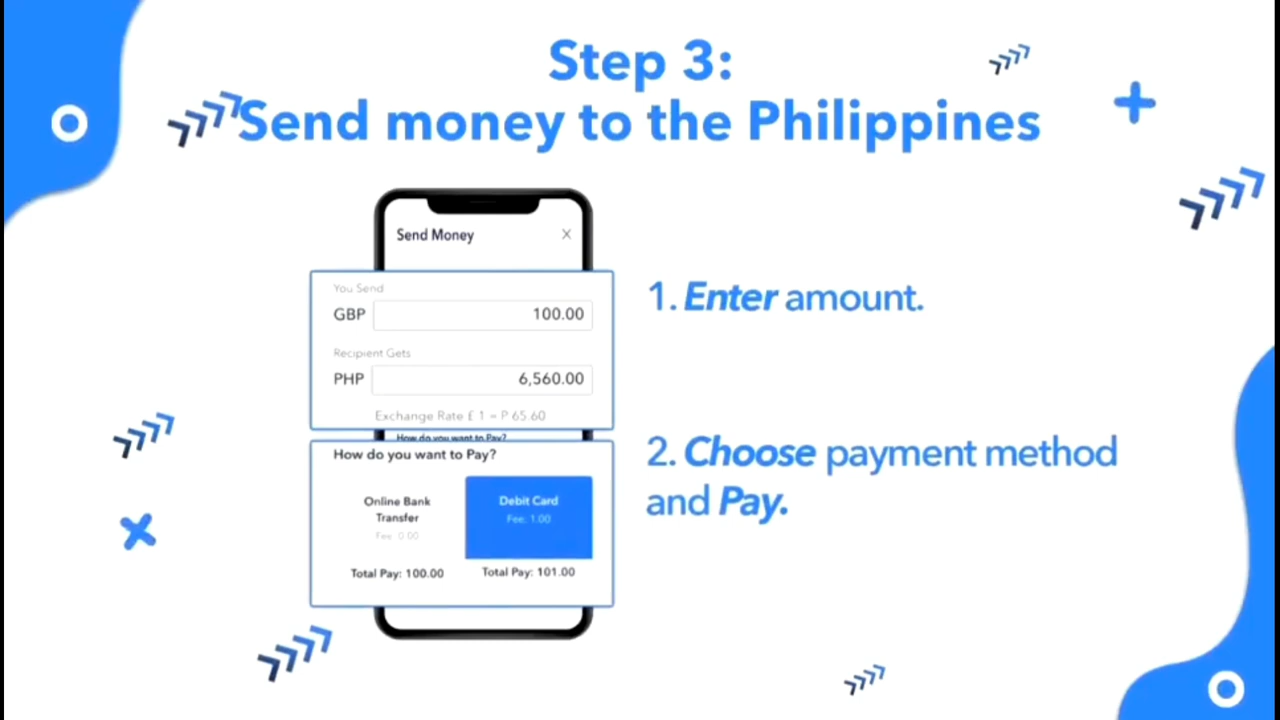 Step 3:
Send money to the Philippines
Send Money
X
You Send
GBP 100.00
Recipient Gets
PHP 6,560.00
Exchange Rate £ 1 = P 65.60
How do you want to Pay?
How do you want to Pay?
Online Bank
Transfer
Fee: 0.00
Total Pay: 100.00
Debit Card
Fee: 1.00
Total Pay: 101.00
1. Enter amount.
2. Choose payment method
and Pay.